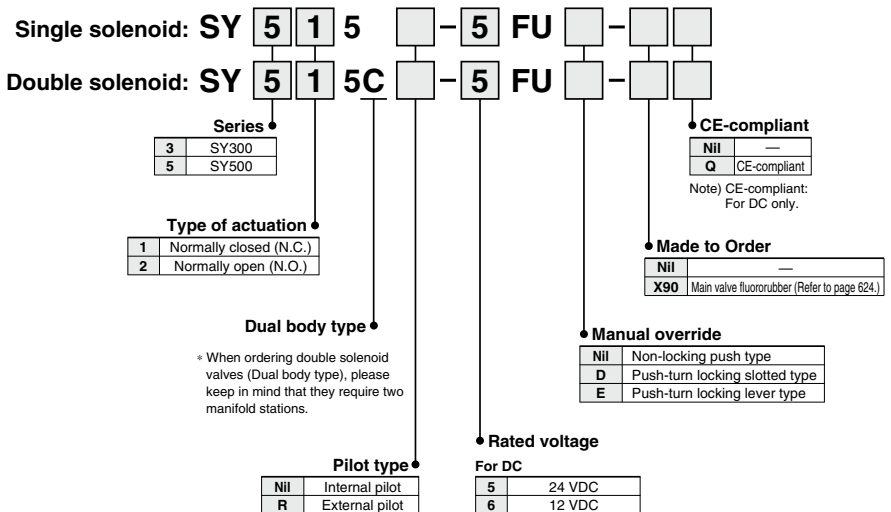 Single solenoid: SY 5 1 5 – 5 FU –
Double solenoid: SY 5 1 5C – 5 FU –
Series
3 SY300
5 SY500
Type of actuation
1 Normally closed (N.C.)
2 Normally open (N.O.)
Dual body type
∗ When ordering double solenoid
valves (Dual body type), please
keep in mind that they require two
manifold stations.
Pilot type
Nil Internal pilot
R External pilot
Rated voltage
For DC
5 24 VDC
6 12 VDC
Manual override
Nil Non-locking push type
D Push-turn locking slotted type
E Push-turn locking lever type
Made to Order
Nil —
X90 Main valve fluororubber (Refer to page 624.)
CE-compliant
Nil —
Q CE-compliant
Note) CE-compliant:
For DC only.